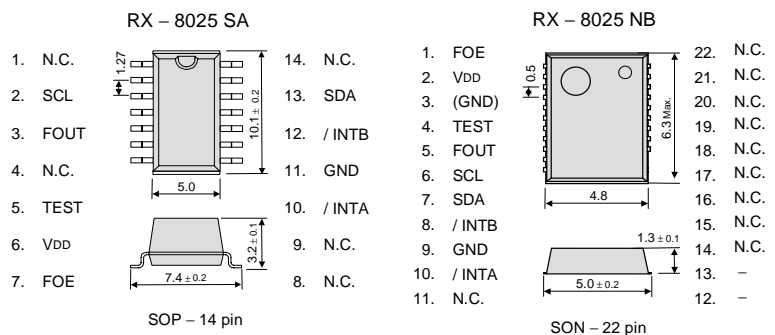 RX – 8025 SA
1. N.C.
2. SCL
3. FOUT
4. N.C.
5. TEST
6. VDD
7. FOE
1.27
10.1 ± 0.2
5.0
3.2 ± 0.1
7.4 ± 0.2
14. N.C.
13. SDA
12. / INTB
11. GND
10. / INTA
9. N.C.
8. N.C.
SOP – 14 pin
RX – 8025 NB
1. FOE
2. VDD
3. (GND)
4. TEST
5. FOUT
6. SCL
7. SDA
8. / INTB
9. GND
10. / INTA
11. N.C.
0.5
6.3 Max.
4.8
1.3 ± 0.1
5.0 ± 0.2
22. N.C.
21. N.C.
20. N.C.
19. N.C.
18. N.C.
17. N.C.
16. N.C.
15. N.C.
14. N.C.
13. –
12. –
SON – 22 pin